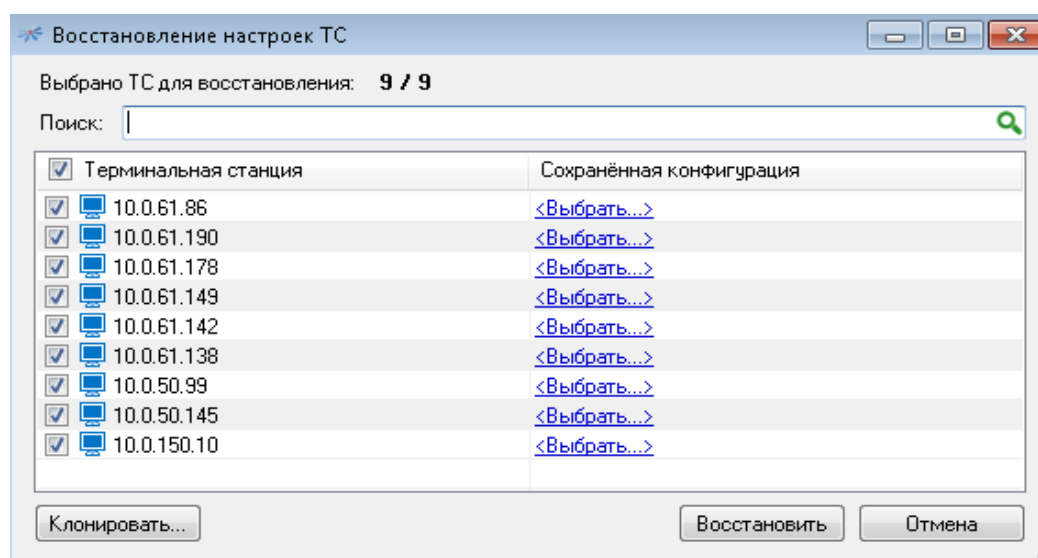 Восстановление настроек ТС
Выбрано ТС для восстановления: 9 / 9
Поиск:
Терминальная станция Сохранённая конфигурация
10.0.61.86 <Выбрать...>
10.0.61.190 <Выбрать...>
10.0.61.178 <Выбрать...>
10.0.61.149 <Выбрать...>
10.0.61.142 <Выбрать...>
10.0.61.138 <Выбрать...>
10.0.50.99 <Выбрать...>
10.0.50.145 <Выбрать...>
10.0.150.10 <Выбрать...>
Клонировать... Восстановить Отмена